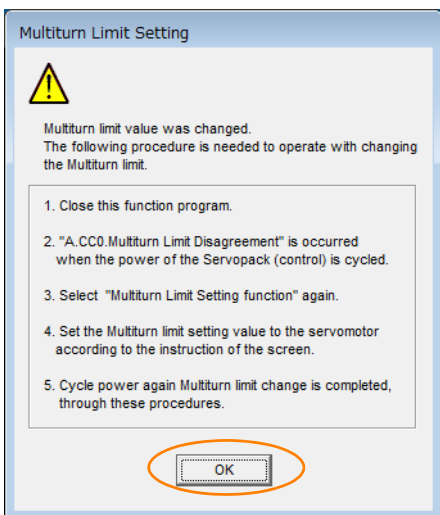 Multiturn Limit Setting
Multiturn limit value was changed.
The following procedure is needed to operate with changing
the Multiturn limit.
1. Close this function program.
2. "A.CC0.Multiturn Limit Disagreement" is occurred
when the power of the Servopack (control) is cycled.
3. Select "Multiturn Limit Setting function" again.
4. Set the Multiturn limit setting value to the servomotor
according to the instruction of the screen.
5. Cycle power again Multiturn limit change is completed,
through these procedures.
OK